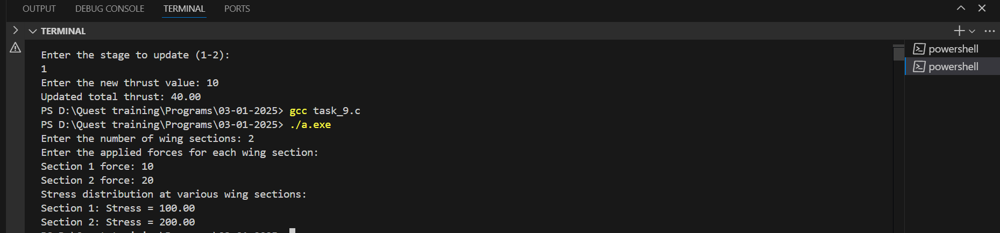 OUTPUT DEBUG CONSOLE TERMINAL PORTS
TERMINAL
Enter the stage to update (1-2):
1
Enter the new thrust value: 10
Updated total thrust: 40.00
PS D:\Quest training\Programs\03-01-2025> gcc task_9.c
PS D:\Quest training\Programs\03-01-2025> ./a.exe
Enter the number of wing sections: 2
Enter the applied forces for each wing section:
Section 1 force: 10
Section 2 force: 20
Stress distribution at various wing sections:
Section 1: Stress = 100.00
Section 2: Stress = 200.00
powershell
powershell